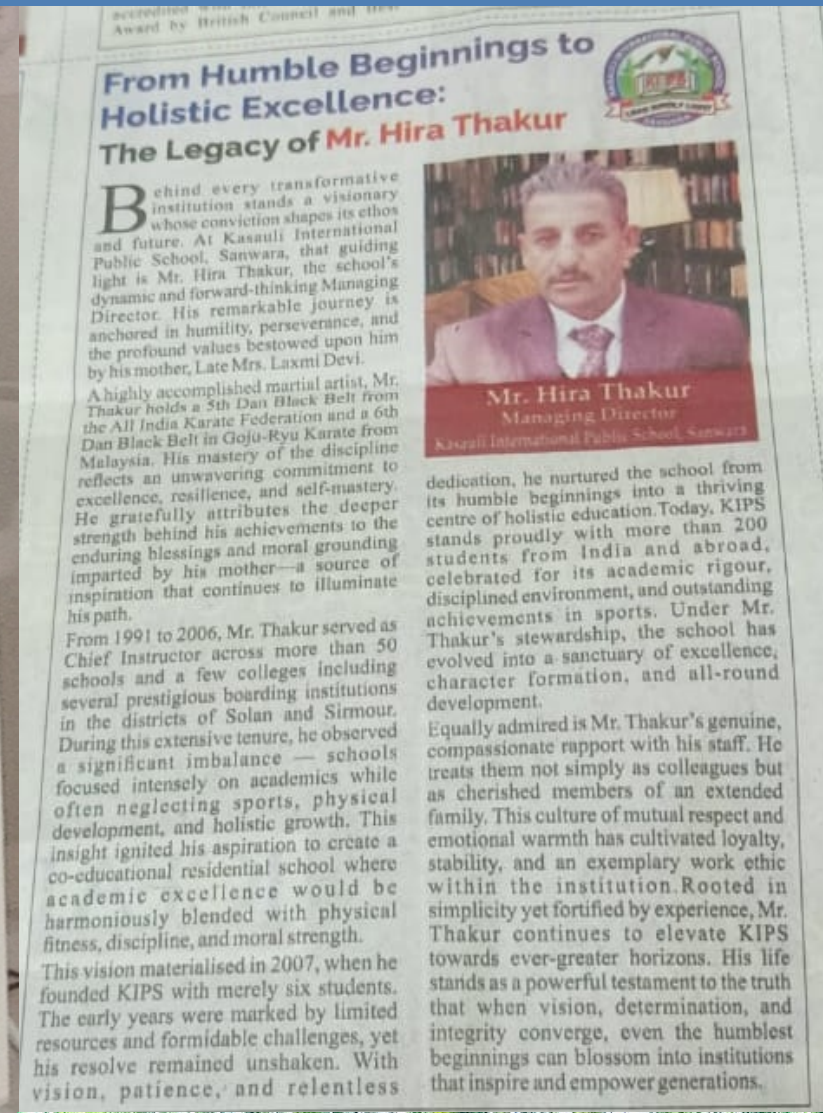 Award by British Council and
From Humble Beginnings to
Holistic Excellence:
The Legacy of Mr. Hira Thakur
KIPS
Behind every transformative
institution stands a visionary
whose conviction shapes its ethos
and future. At Kasauli International
Public School, Sanwara, that guiding
light is Mr. Hira Thakur, the school's
dynamic and forward-thinking Managing
Director. His remarkable journey is
anchored in humility, perseverance, and
the profound values bestowed upon him
by his mother, Late Mrs. Laxmi Devi.
A highly accomplished martial artist, Mr.
Thakur holds a 5th Dan Black Belt from
the All India Karate Federation and a 6th
Dan Black Belt in Goju-Ryu Karate from
Malaysia. His mastery of the discipline
reflects an unwavering commitment to
excellence, resilience, and self-mastery.
He gratefully attributes the deeper
strength behind his achievements to the
enduring blessings and moral grounding
imparted by his mother—a source of
inspiration that continues to illuminate
his path.
From 1991 to 2006, Mr. Thakur served as
Chief Instructor across more than 50
schools and a few colleges including
several prestigious boarding institutions
in the districts of Solan and Sirmour.
During this extensive tenure, he observed
a significant imbalance — schools
focused intensely on academics while
often neglecting sports, physical
development, and holistic growth. This
insight ignited his aspiration to create a
co-educational residential school where
academic excellence would be
harmoniously blended with physical
fitness, discipline, and moral strength.
This vision materialised in 2007, when he
founded KIPS with merely six students.
The early years were marked by limited
resources and formidable challenges, yet
his resolve remained unshaken. With
vision, patience, and relentless
Mr. Hira Thakur
Managing Director
Kasauli International Public School, Sanwara
dedication, he nurtured the school from
its humble beginnings into a thriving
centre of holistic education.Today, KIPS
stands proudly with more than 200
students from India and abroad,
celebrated for its academic rigour,
disciplined environment, and outstanding
achievements in sports. Under Mr.
Thakur's stewardship, the school has
evolved into a sanctuary of excellence,
character formation, and all-round
development.
Equally admired is Mr. Thakur's genuine,
compassionate rapport with his staff. He
treats them not simply as colleagues but
as cherished members of an extended
family. This culture of mutual respect and
emotional warmth has cultivated loyalty,
stability, and an exemplary work ethic
within the institution.Rooted in
simplicity yet fortified by experience, Mr.
Thakur continues to elevate KIPS
towards ever-greater horizons. His life
stands as a powerful testament to the truth
that when vision, determination, and
integrity converge, even the humblest
beginnings can blossom into institutions
that inspire and empower generations.